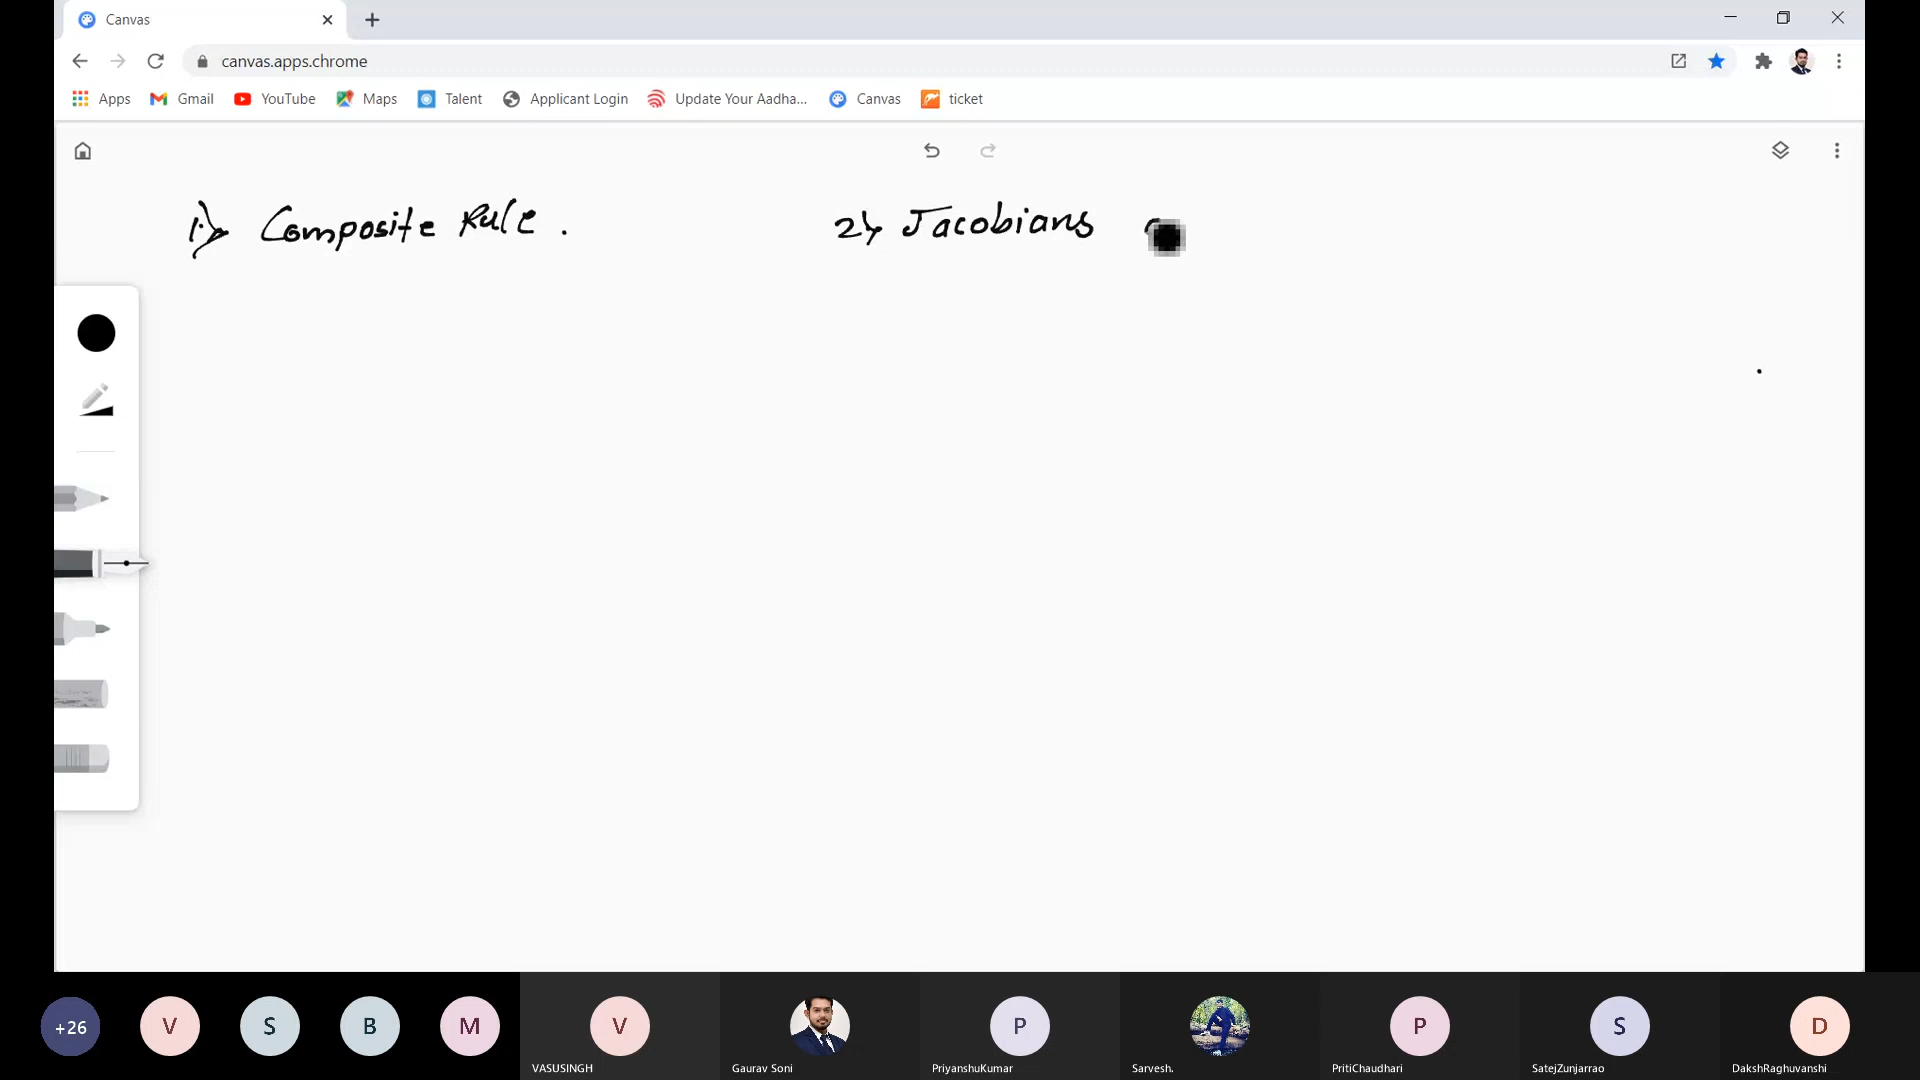 Canvas
canvas.apps.chrome
Apps Gmail YouTube Maps Talent Applicant Login Update Your Aadha... Canvas ticket
1.) Composite Rule . 2) Jacobians
+26 V S B M V P P S D
VASUSINGH Gaurav Soni PriyanshuKumar Sarvesh. PritiChaudhari SatejZunjarrao DakshRaghuvanshi